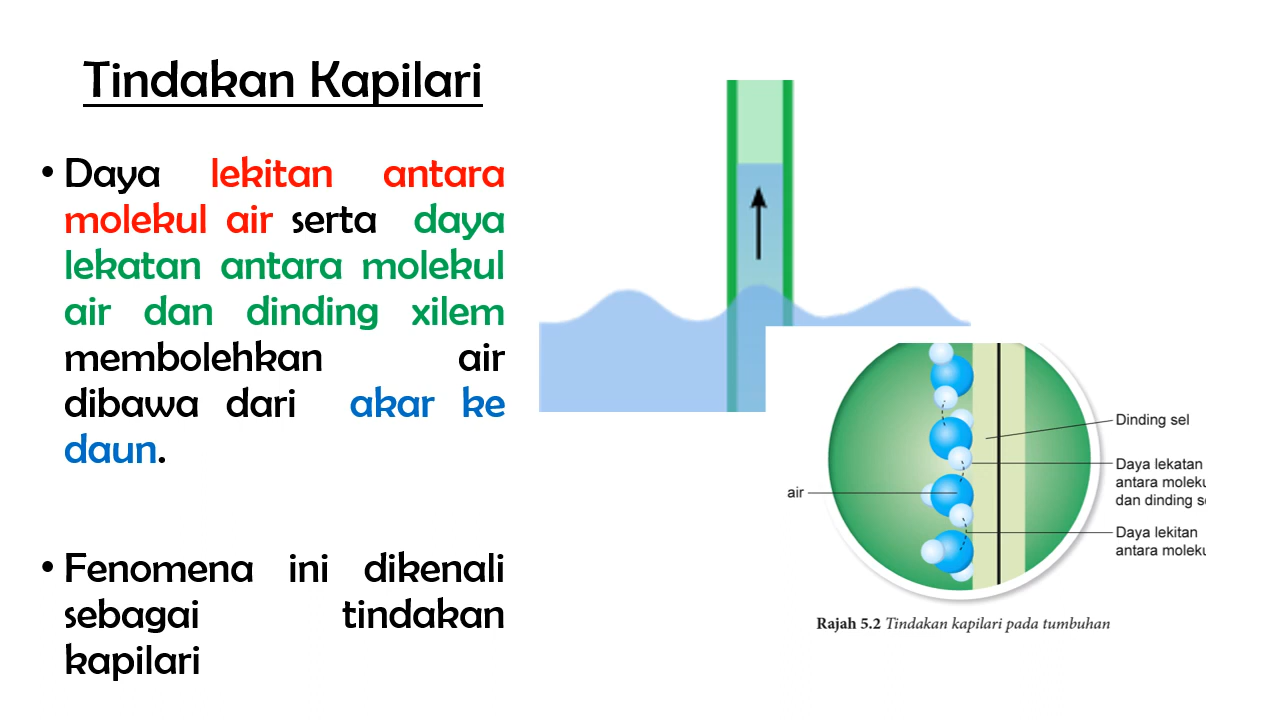 Tindakan Kapilari
• Daya lekitan antara
molekul air serta daya
lekatan antara molekul
air dan dinding xilem
membolehkan air
dibawa dari akar ke
daun.
• Fenomena ini dikenali
sebagai tindakan
kapilari
Dinding sel
Daya lekatan
antara
dan dinding
Daya lekitan
antara
air
Rajah 5.2 Tindakan kapilari pada tumbuhan